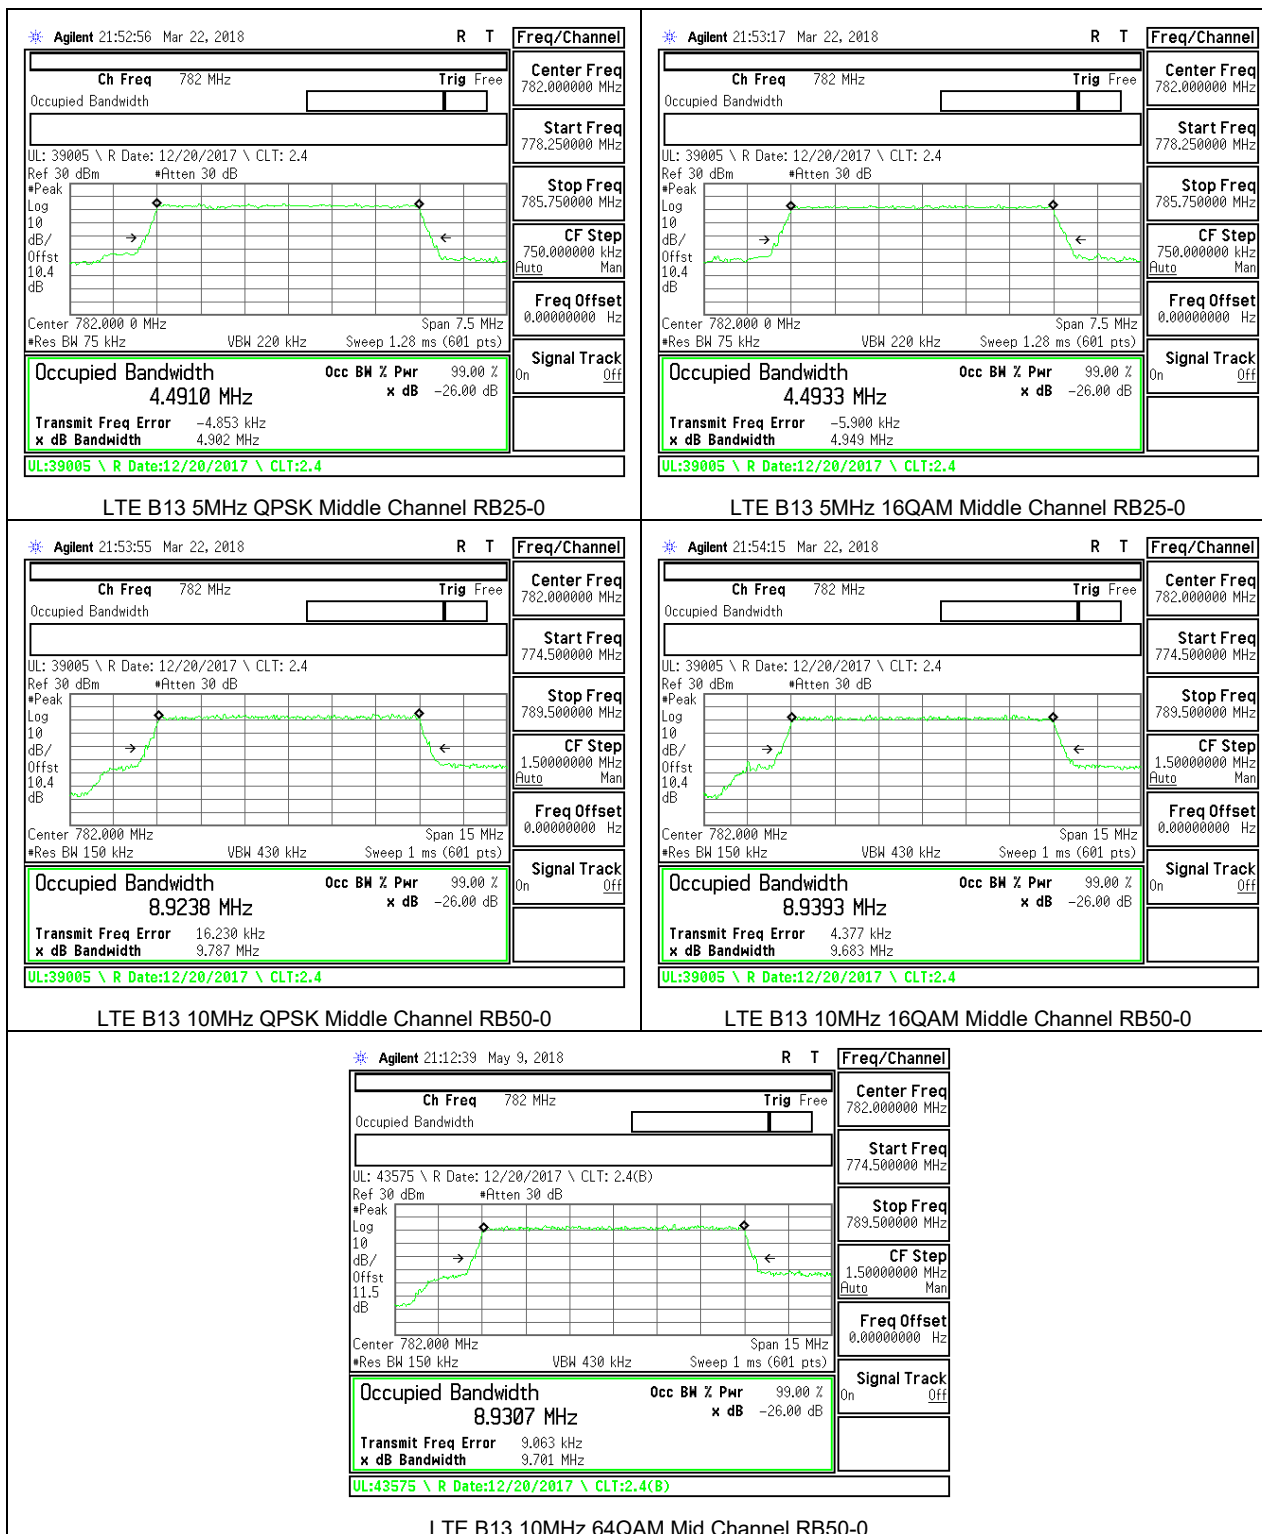 Agilent 21:52:56 Mar 22, 2018 R T Freq/Channel
Ch Freq 782 MHz Trig Free
Occupied Bandwidth
Center Freq
782.000000 MHz
Start Freq
778.250000 MHz
UL: 39005 \ R Date: 12/20/2017 \ CLT: 2.4
Ref 30 dBm #Atten 30 dB
#Peak
Log
10
dB/
Offst
10.4
dB
Stop Freq
785.750000 MHz
CF Step
750.000000 kHz
Auto Man
Freq Offset
0.00000000 Hz
Center 782.000 0 MHz Span 7.5 MHz
#Res BW 75 kHz VBW 220 kHz Sweep 1.28 ms (601 pts)
Signal Track
On Off
Occupied Bandwidth Occ BW % Pwr 99.00 %
4.4910 MHz x dB -26.00 dB
Transmit Freq Error -4.853 kHz
x dB Bandwidth 4.902 MHz
UL:39005 \ R Date:12/20/2017 \ CLT:2.4
LTE B13 5MHz QPSK Middle Channel RB25-0
Agilent 21:53:17 Mar 22, 2018 R T Freq/Channel
Ch Freq 782 MHz Trig Free
Occupied Bandwidth
Center Freq
782.000000 MHz
Start Freq
778.250000 MHz
UL: 39005 \ R Date: 12/20/2017 \ CLT: 2.4
Ref 30 dBm #Atten 30 dB
#Peak
Log
10
dB/
Offst
10.4
dB
Stop Freq
785.750000 MHz
CF Step
750.000000 kHz
Auto Man
Freq Offset
0.00000000 Hz
Center 782.000 0 MHz Span 7.5 MHz
#Res BW 75 kHz VBW 220 kHz Sweep 1.28 ms (601 pts)
Signal Track
On Off
Occupied Bandwidth Occ BW % Pwr 99.00 %
4.4933 MHz x dB -26.00 dB
Transmit Freq Error -5.900 kHz
x dB Bandwidth 4.949 MHz
UL:39005 \ R Date:12/20/2017 \ CLT:2.4
LTE B13 5MHz 16QAM Middle Channel RB25-0
Agilent 21:53:55 Mar 22, 2018 R T Freq/Channel
Ch Freq 782 MHz Trig Free
Occupied Bandwidth
Center Freq
782.000000 MHz
Start Freq
774.500000 MHz
UL: 39005 \ R Date: 12/20/2017 \ CLT: 2.4
Ref 30 dBm #Atten 30 dB
#Peak
Log
10
dB/
Offst
10.4
dB
Stop Freq
789.500000 MHz
CF Step
1.50000000 MHz
Auto Man
Freq Offset
0.00000000 Hz
Center 782.000 MHz Span 15 MHz
#Res BW 150 kHz VBW 430 kHz Sweep 1 ms (601 pts)
Signal Track
On Off
Occupied Bandwidth Occ BW % Pwr 99.00 %
8.9238 MHz x dB -26.00 dB
Transmit Freq Error 16.230 kHz
x dB Bandwidth 9.787 MHz
UL:39005 \ R Date:12/20/2017 \ CLT:2.4
LTE B13 10MHz QPSK Middle Channel RB50-0
Agilent 21:54:15 Mar 22, 2018 R T Freq/Channel
Ch Freq 782 MHz Trig Free
Occupied Bandwidth
Center Freq
782.000000 MHz
Start Freq
774.500000 MHz
UL: 39005 \ R Date: 12/20/2017 \ CLT: 2.4
Ref 30 dBm #Atten 30 dB
#Peak
Log
10
dB/
Offst
10.4
dB
Stop Freq
789.500000 MHz
CF Step
1.50000000 MHz
Auto Man
Freq Offset
0.00000000 Hz
Center 782.000 MHz Span 15 MHz
#Res BW 150 kHz VBW 430 kHz Sweep 1 ms (601 pts)
Signal Track
On Off
Occupied Bandwidth Occ BW % Pwr 99.00 %
8.9393 MHz x dB -26.00 dB
Transmit Freq Error 4.377 kHz
x dB Bandwidth 9.683 MHz
UL:39005 \ R Date:12/20/2017 \ CLT:2.4
LTE B13 10MHz 16QAM Middle Channel RB50-0
Agilent 21:12:39 May 9, 2018 R T Freq/Channel
Ch Freq 782 MHz Trig Free
Occupied Bandwidth
Center Freq
782.000000 MHz
Start Freq
774.500000 MHz
UL: 43575 \ R Date: 12/20/2017 \ CLT: 2.4(B)
Ref 30 dBm #Atten 30 dB
#Peak
Log
10
dB/
Offst
11.5
dB
Stop Freq
789.500000 MHz
CF Step
1.50000000 MHz
Auto Man
Freq Offset
0.00000000 Hz
Center 782.000 MHz Span 15 MHz
#Res BW 150 kHz VBW 430 kHz Sweep 1 ms (601 pts)
Signal Track
On Off
Occupied Bandwidth Occ BW % Pwr 99.00 %
8.9307 MHz x dB -26.00 dB
Transmit Freq Error 9.063 kHz
x dB Bandwidth 9.701 MHz
UL:43575 \ R Date:12/20/2017 \ CLT:2.4(B)
LTE B13 10MHz 64QAM Mid Channel RB50-0